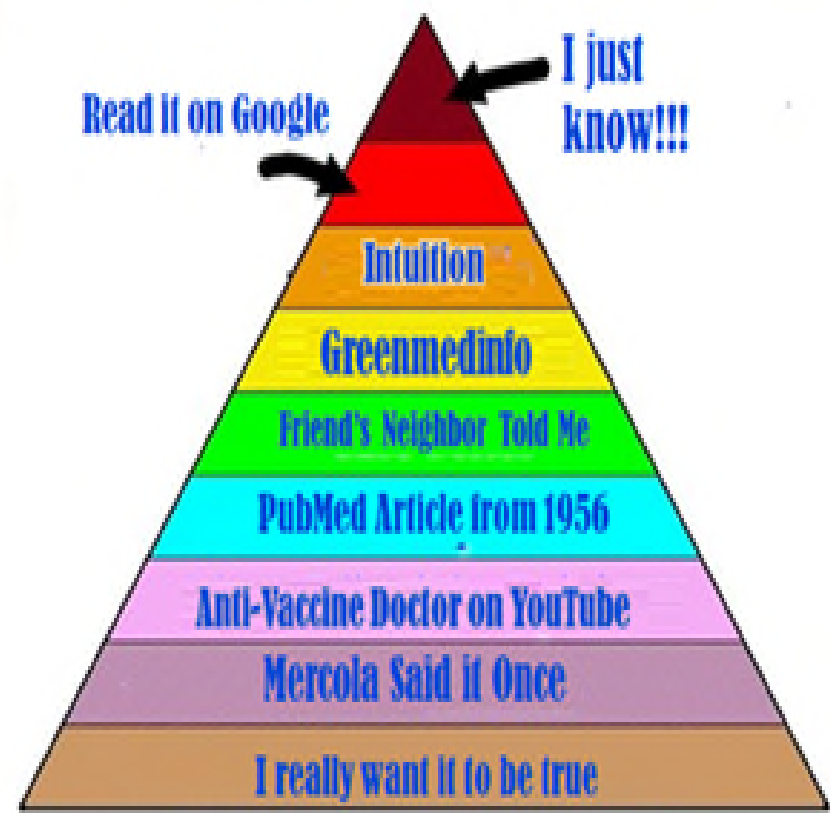 I just
know!!!
Read it on Google
Intuition
Greenmedinfo
Friend's Neighbor Told Me
PubMed Article from 1956
Anti-Vaccine Doctor on YouTube
Mercola Said it Once
I really want it to be true